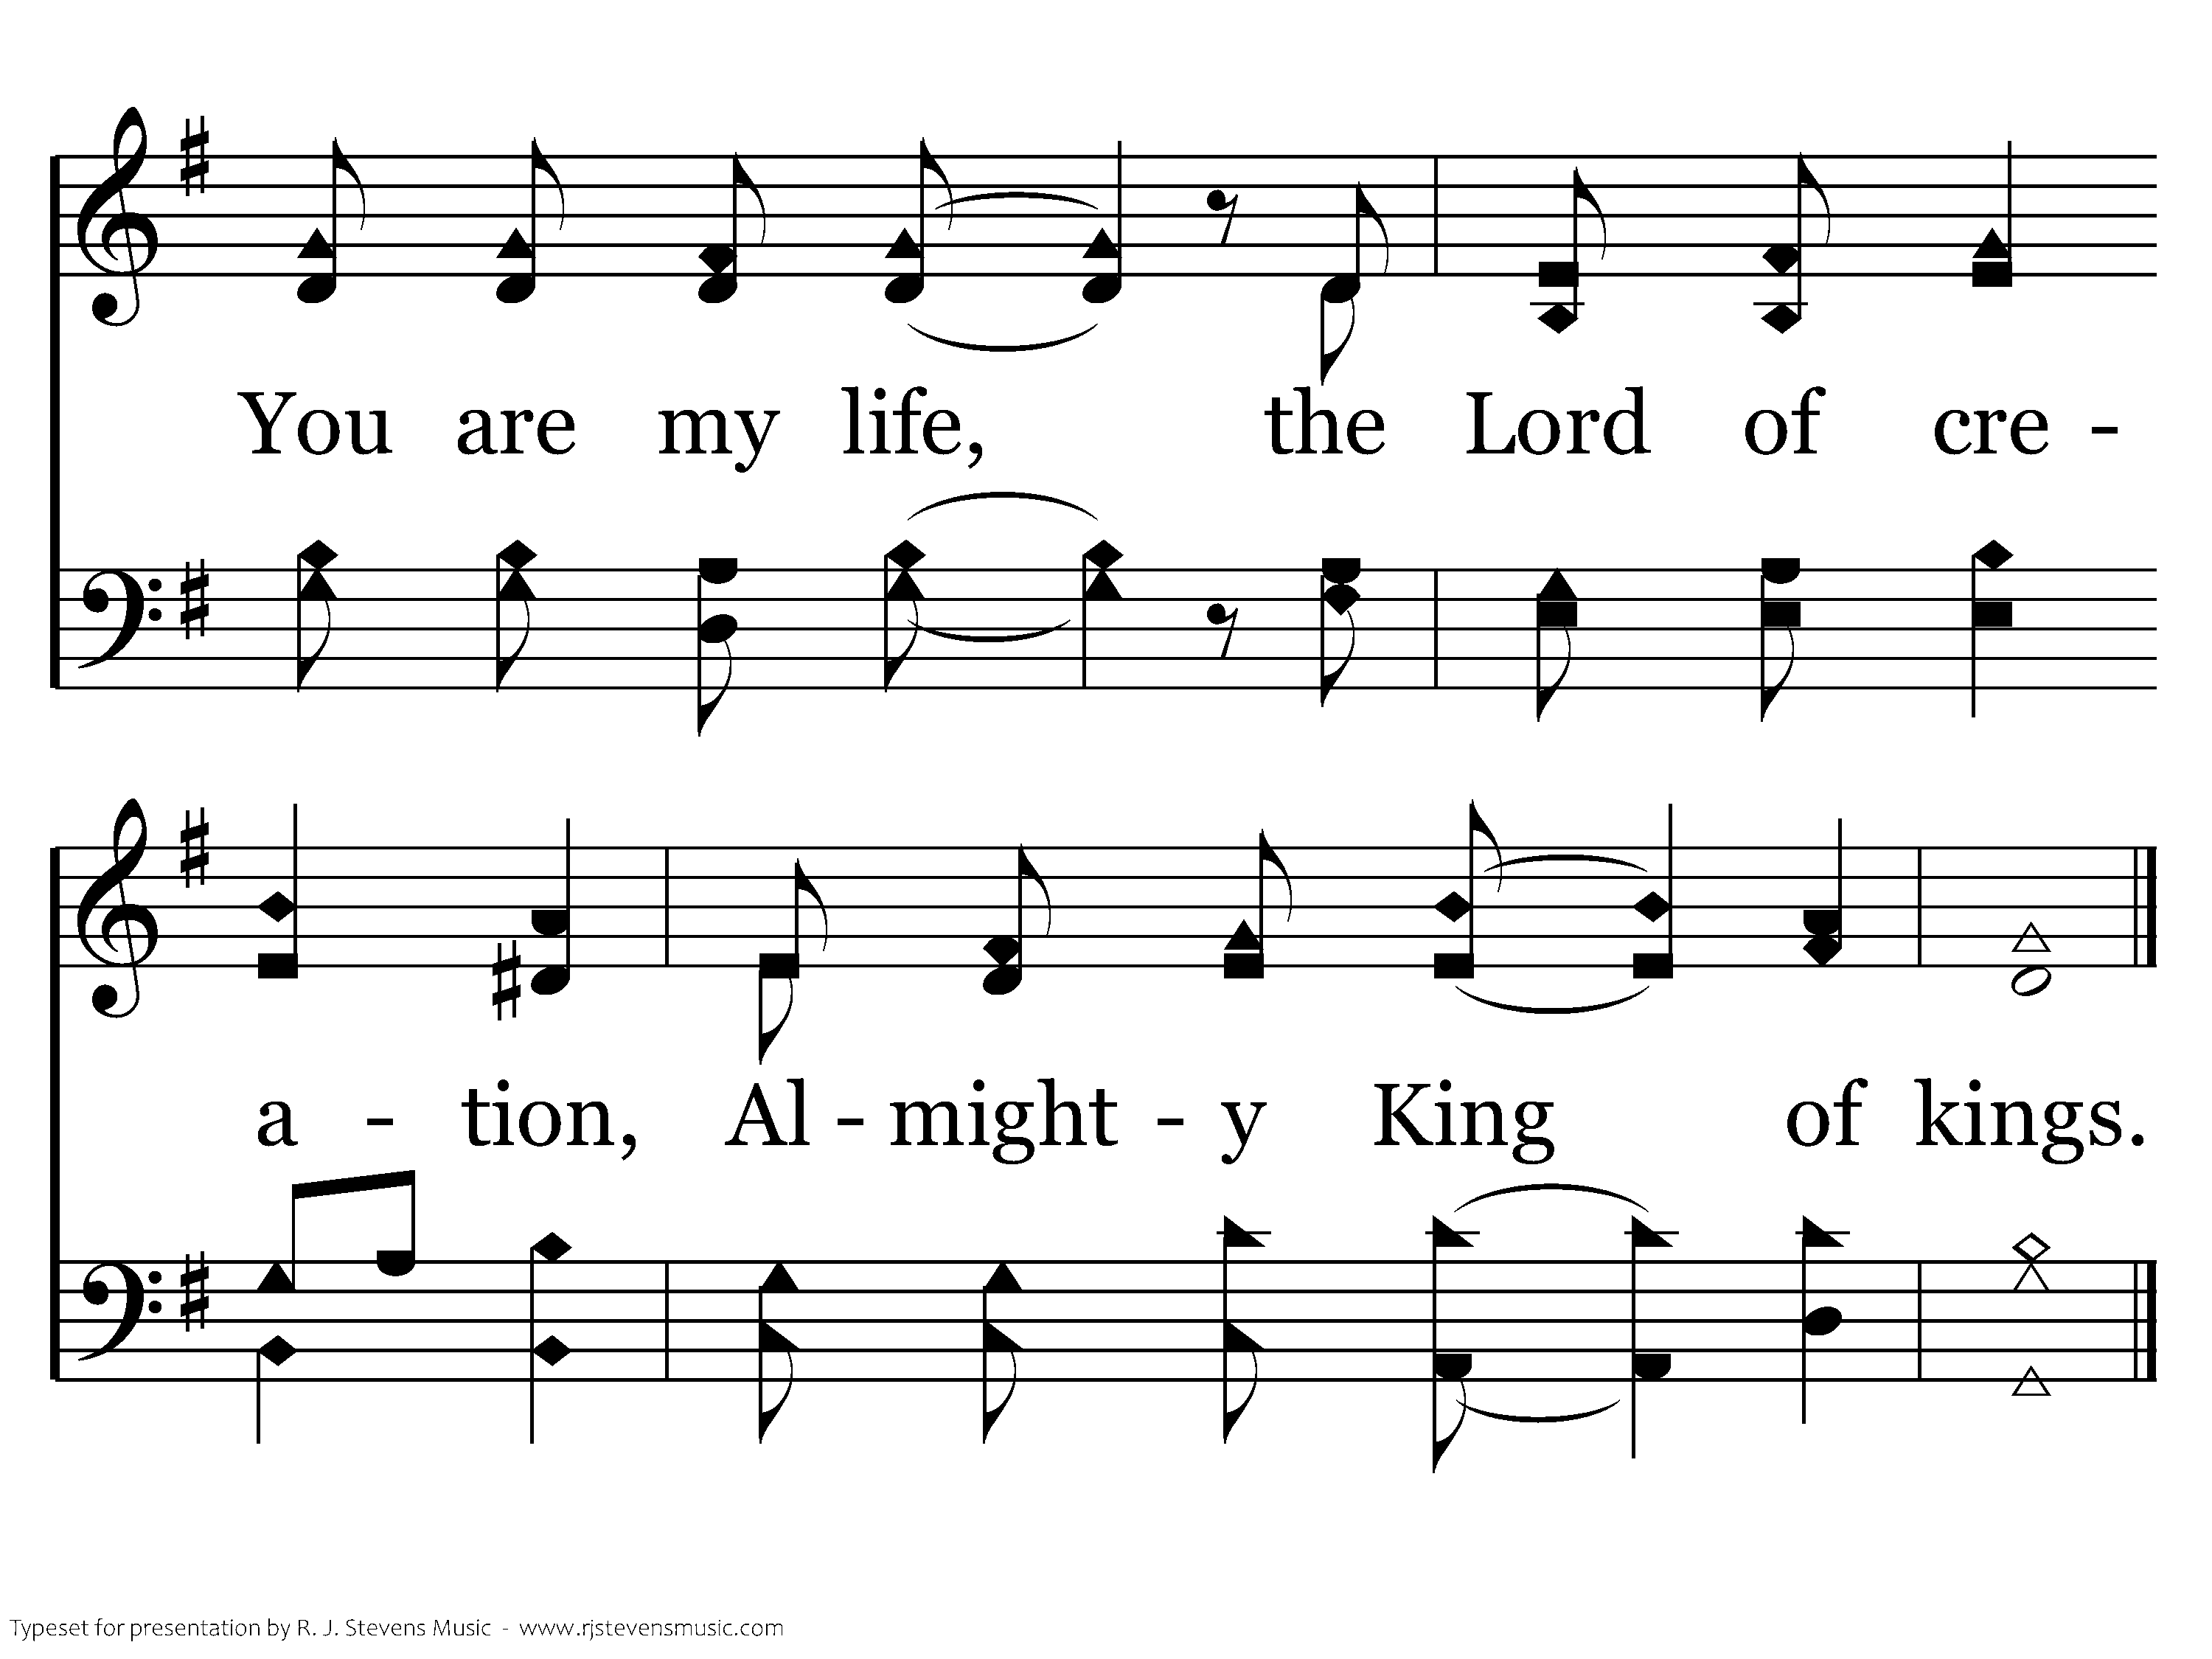 You are my life, the Lord of cre -
a - tion, Al - might - y King of kings.
Typeset for presentation by R. J. Stevens Music - www.rjstevensmusic.com